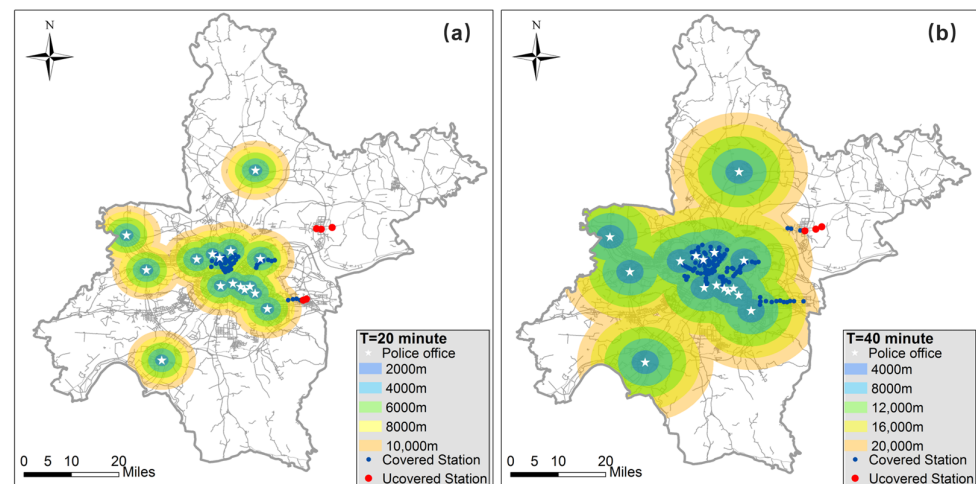 N
(a)
T=20 minute
Police office
2000m
4000m
6000m
8000m
10,000m
Covered Station
Ucovered Station
0 5 10 20
Miles
N
(b)
T=40 minute
Police office
4000m
8000m
12,000m
16,000m
20,000m
Covered Station
Ucovered Station
0 5 10 20
Miles